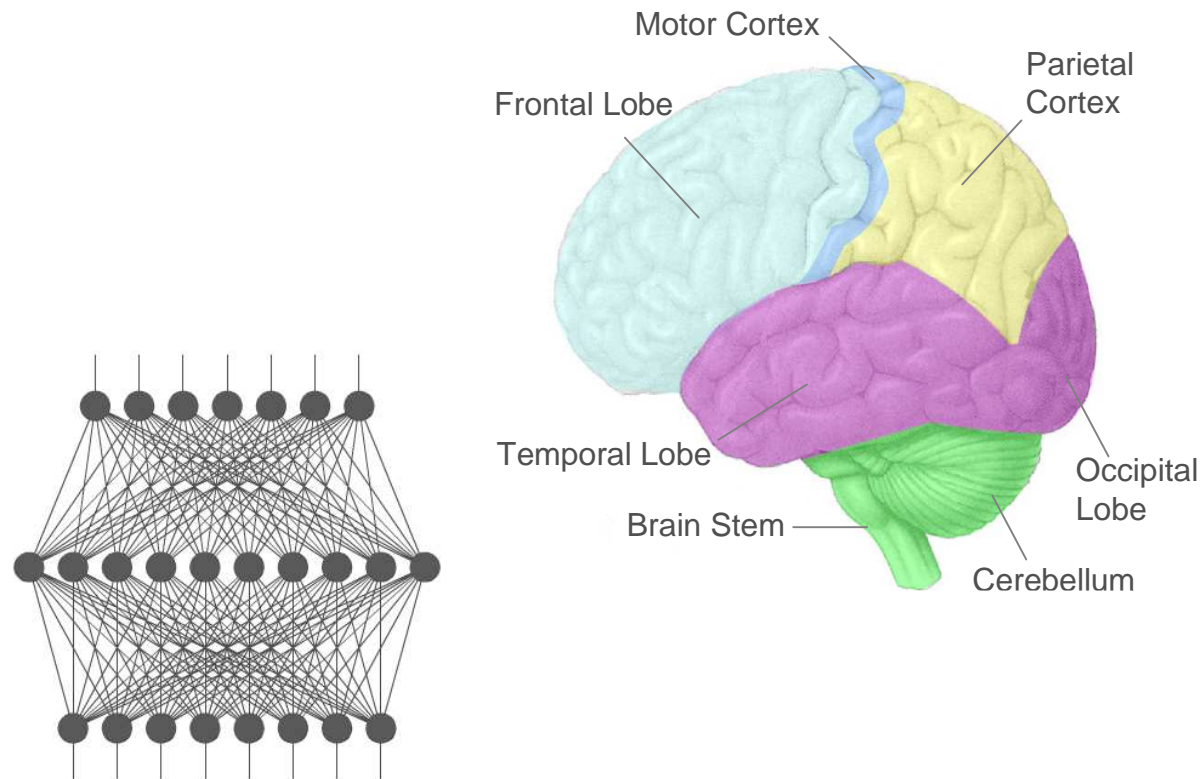 Motor Cortex
Parietal
Cortex
Frontal Lobe
Temporal Lobe
Occipital
Lobe
Brain Stem
Cerebellum